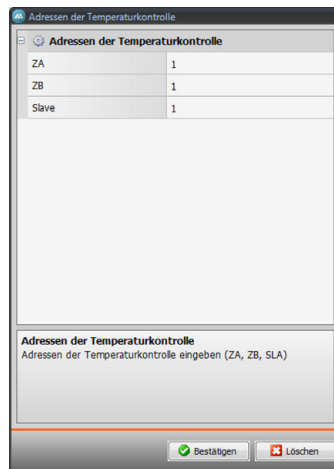 Adressen der Temperaturkontrolle
Adressen der Temperaturkontrolle
ZA 1
ZB 1
Slave 1
Adressen der Temperaturkontrolle
Adressen der Temperaturkontrolle eingeben (ZA, ZB, SLA)
Bestätigen Löschen